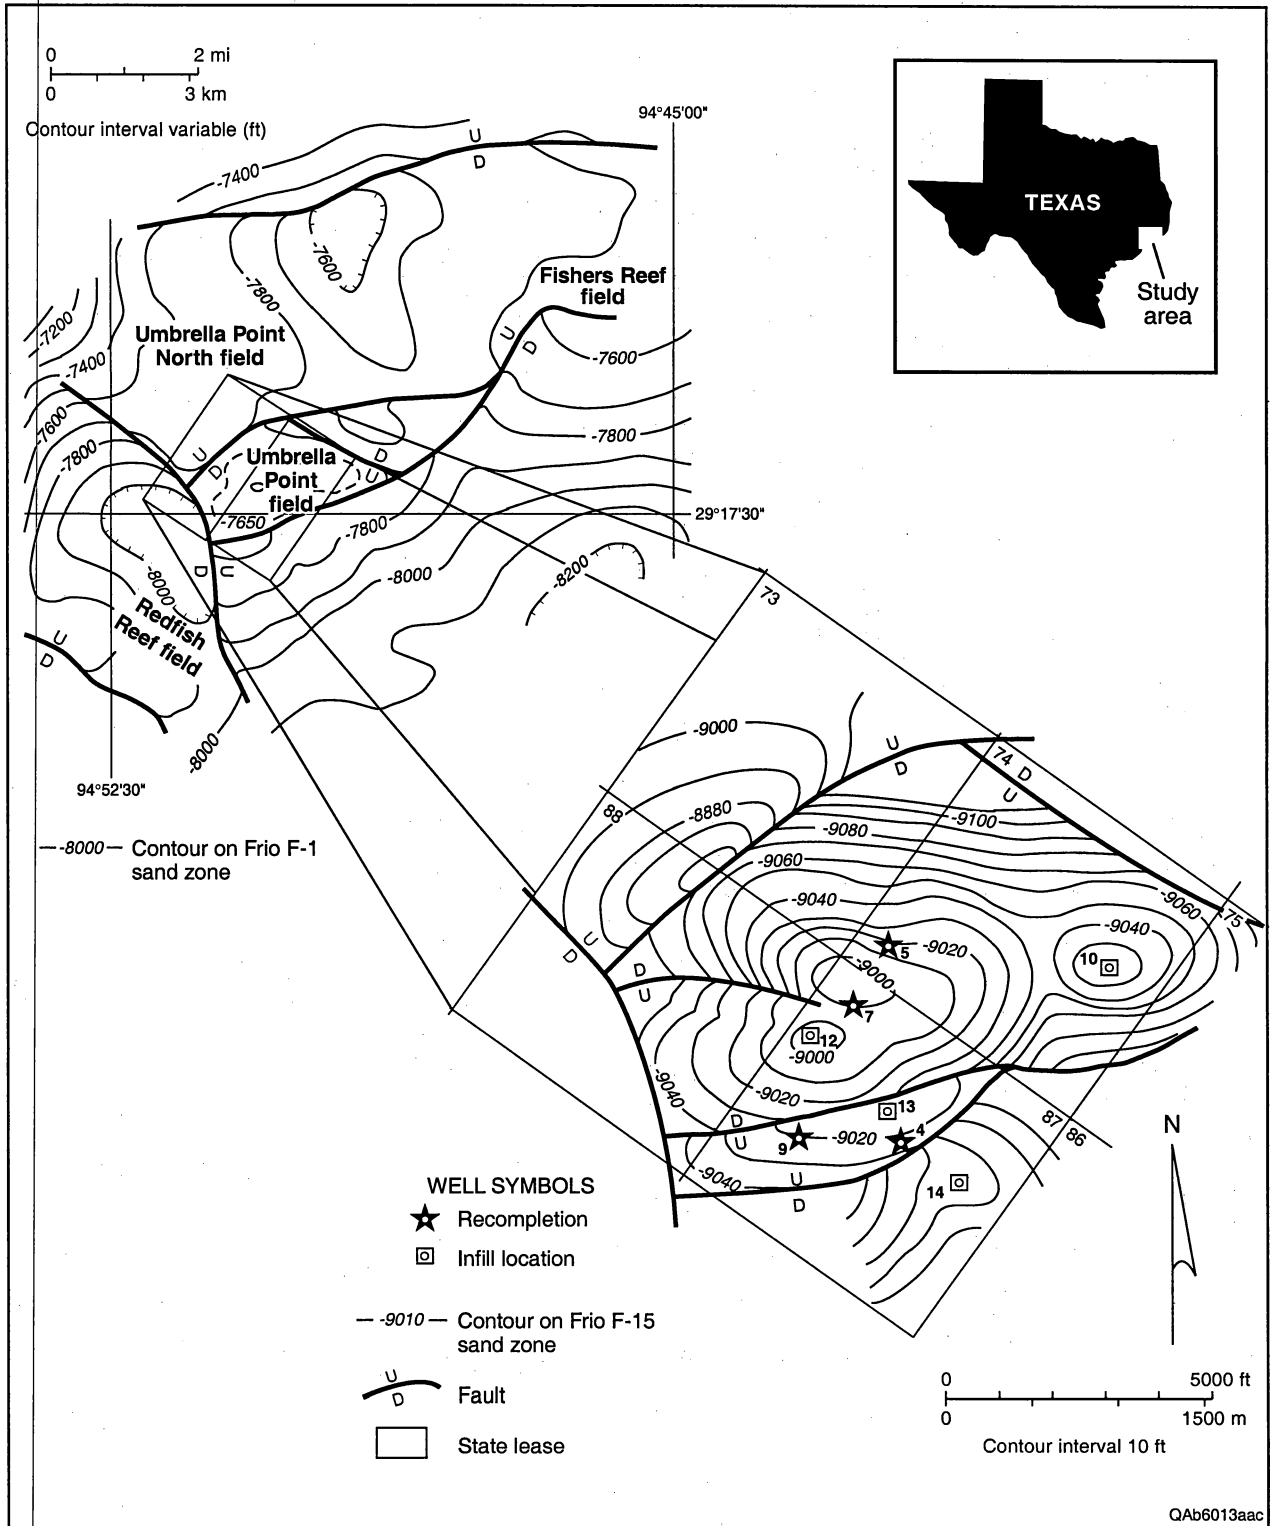 0 2 mi
0 3 km
Contour interval variable (ft)
94°45'00"
U
D
-7400
TEXAS
Study
area
-7600
-7800
Fishers Reef
field
-7200
Umbrella Point
North field
U
D
-7600
-7400
-7600
-7800
-7800
U
D
D
U
Umbrella
Point
field
-7650
-7800
29°17'30"
-8000
-8000
-8200
D U
73
Redfish
Reef field
U
D
-8000
94°52'30"
-9000
U
D
74
D
U
-8000 Contour on Frio F-1
sand zone
88
-8880
-9100
-9080
-9060
-9040
-9060
75
-9040
U
D
5
-9020
10
D
U
-9000
7
12
-9000
-9040
-9020
13
D
U
9
-9020
4
87 86
N
-9040
U
D
14
WELL SYMBOLS
Recompletion
Infill location
-9010 Contour on Frio F-15
sand zone
U
D
Fault
State lease
0 5000 ft
0 1500 m
Contour interval 10 ft
QAb6013aac